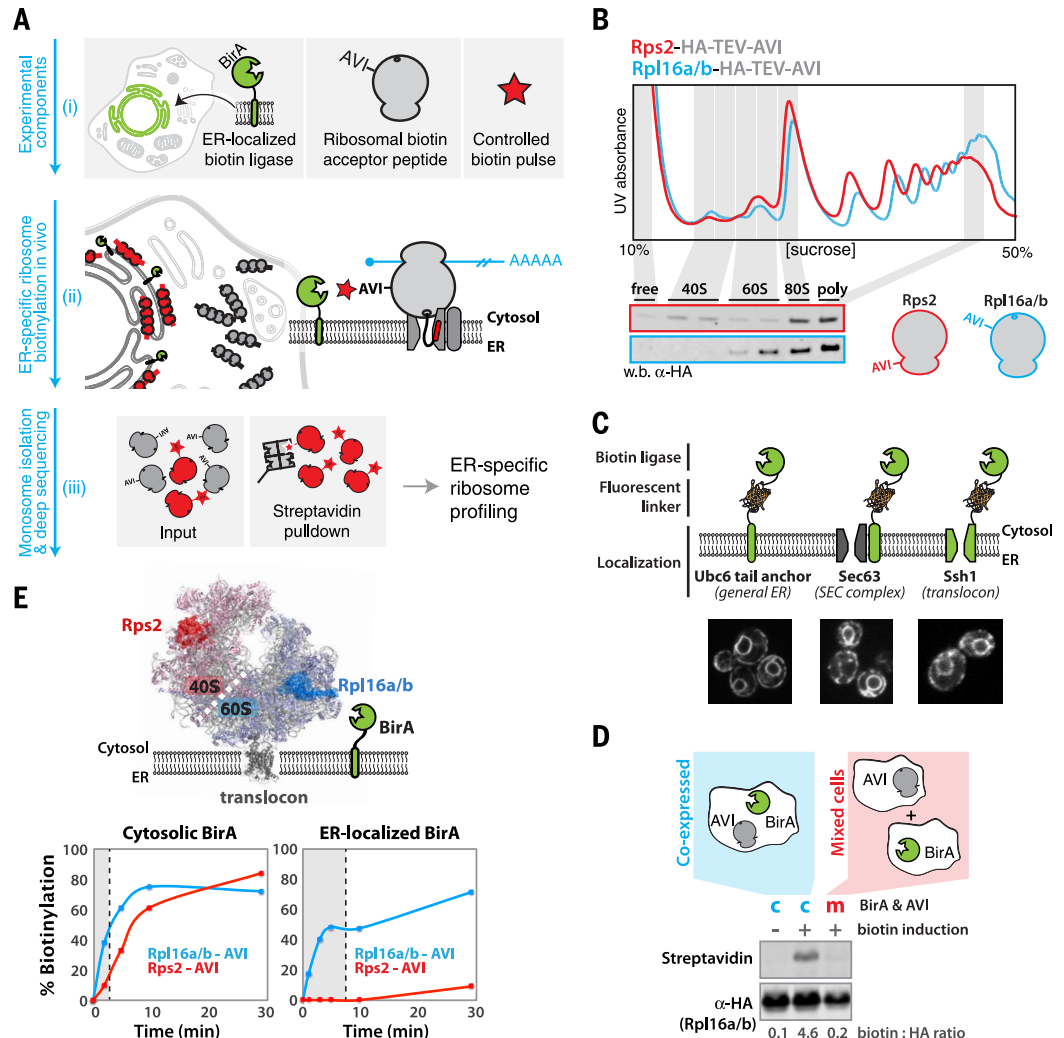 A
Experimental
components
(i)
BirA
ER-localized
biotin ligase
AVI
Ribosomal biotin
acceptor peptide
Controlled
biotin pulse
ER-specific ribosome
biotinylation in vivo
(ii)
AVI
AAAAA
Cytosol
ER
Monosome isolation
& deep sequencing
(iii)
AVI
AVI
AVI
AVI
Input
Streptavidin
pulldown
ER-specific
ribosome
profiling
B
Rps2-HA-TEV-AVI
Rpl16a/b-HA-TEV-AVI
UV absorbance
10%
[sucrose]
50%
free
40S
60S
80S
poly
w.b. α-HA
Rps2
AVI
Rpl16a/b
AVI
C
Biotin ligase
Fluorescent
linker
Localization
Cytosol
ER
Ubc6 tail anchor
(general ER)
Sec63
(SEC complex)
Ssh1
(translocon)
D
Co-expressed
AVI
BirA
Mixed cells
AVI
+
BirA
c c m BirA & AVI
- + + biotin induction
Streptavidin
α-HA
(Rpl16a/b)
0.1 4.6 0.2 biotin : HA ratio
E
Rps2
40S
60S
Rpl16a/b
BirA
Cytosol
ER
translocon
Cytosolic BirA
% Biotinylation
100
80
60
40
20
0
Rpl16a/b - AVI
Rps2 - AVI
0 10 20 30
Time (min)
ER-localized BirA
Rpl16a/b - AVI
Rps2 - AVI
0 10 20 30
Time (min)